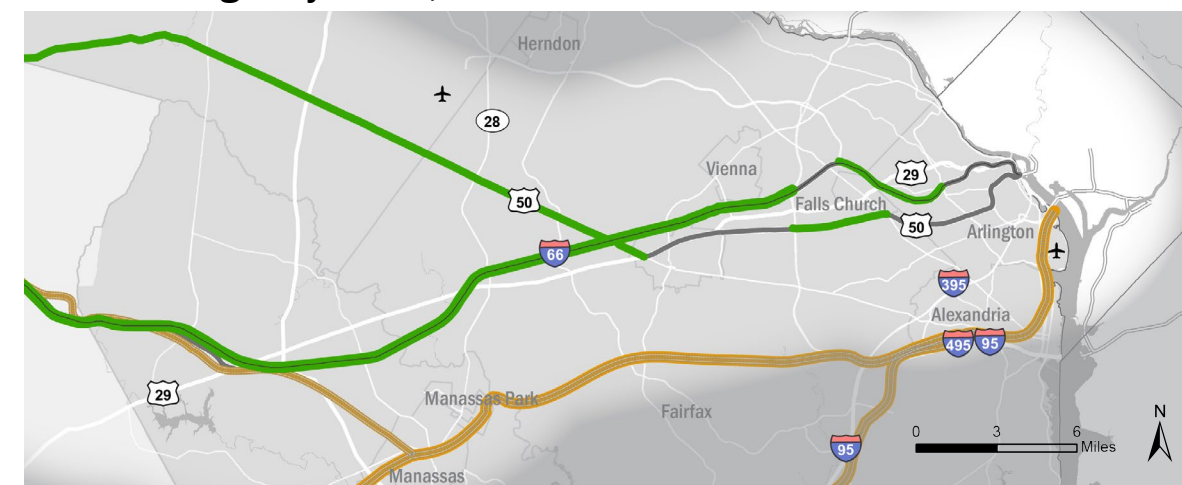 Herndon
28
Vienna
29
50
Falls Church
50
Arlington
66
395
Alexandria
495
95
29
Manassas Park
Fairfax
N
0
3
6
Miles
95
Manassas